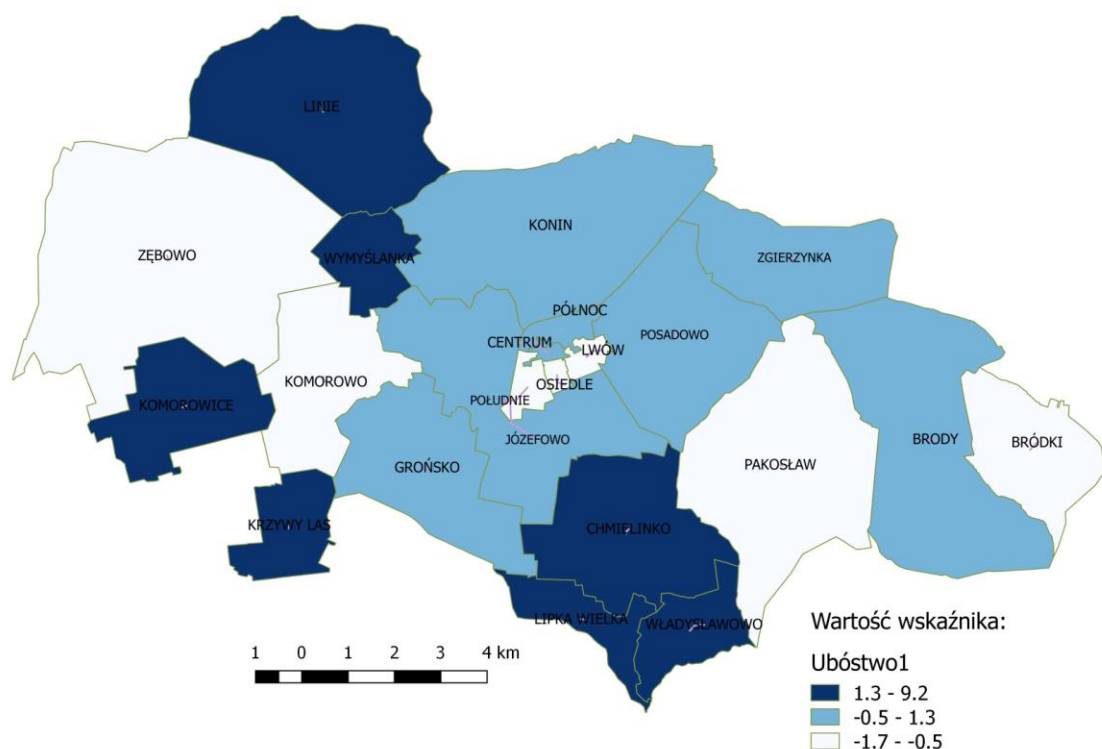 LINIE
KONIN
ZĘBOWO
WYMYŚLANKA
ZGIERZYNKA
PÓŁNOC
POSADOWO
CENTRUM
LWÓW
KOMOROWO
OSIEDLE
POŁUDNIE
KOMOROWICE
JÓZEFOWO
BRODY
BRÓDKI
GROŃSKO
PAKOSŁAW
KRZYWY LAS
CHMIELINKO
LIPKA WIELKA
WŁADYSŁAWOWO
1 0 1 2 3 4 km
Wartość wskaźnika:
Ubóstwo1
1.3 - 9.2
-0.5 - 1.3
-1.7 - -0.5